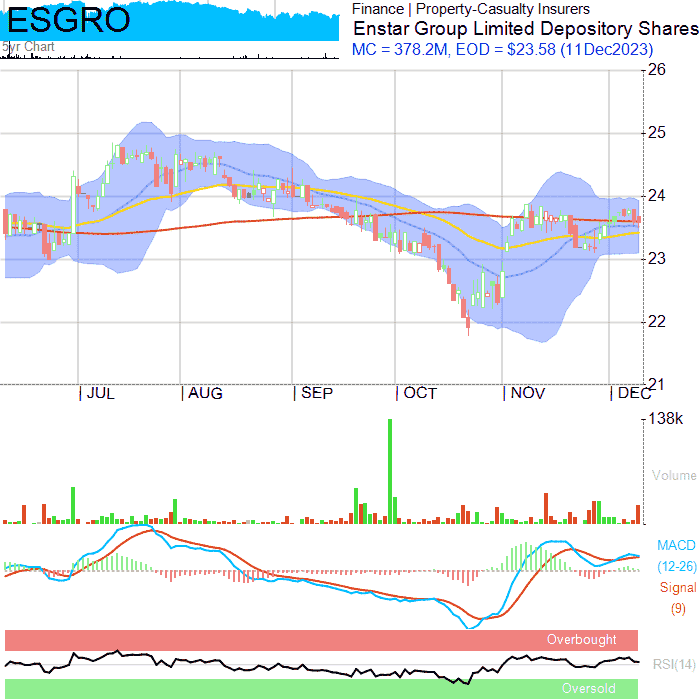 ESGRO
5yr Chart
Finance | Property-Casualty Insurers
Enstar Group Limited Depository Shares
MC = 378.2M, EOD = $23.58 (11Dec2023)
26
25
24
23
22
21
JUL AUG SEP OCT NOV DEC
138k
Volume
MACD
(12-26)
Signal
(9)
Overbought
RSI(14)
Oversold